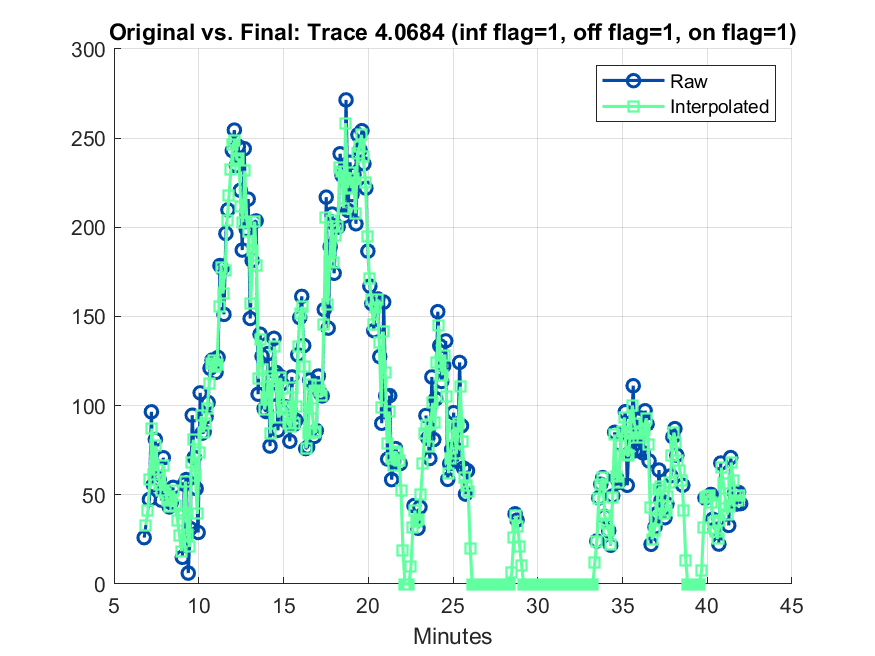 Original vs. Final: Trace 4.0684 (inf flag=1, off flag=1, on flag=1)
300
250
200
150
100
50
0
Raw
Interpolated
5 10 15 20 25 30 35 40 45
Minutes